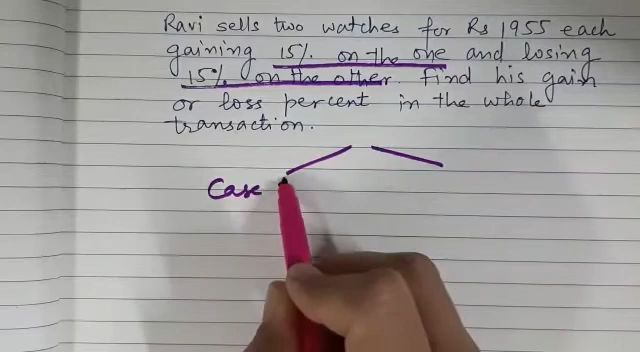 Ravi sells two watches for Rs 1955 each
gaining 15% on the one and losing
15% on the other. Find his gain
or loss percent in the whole
transaction.
Case